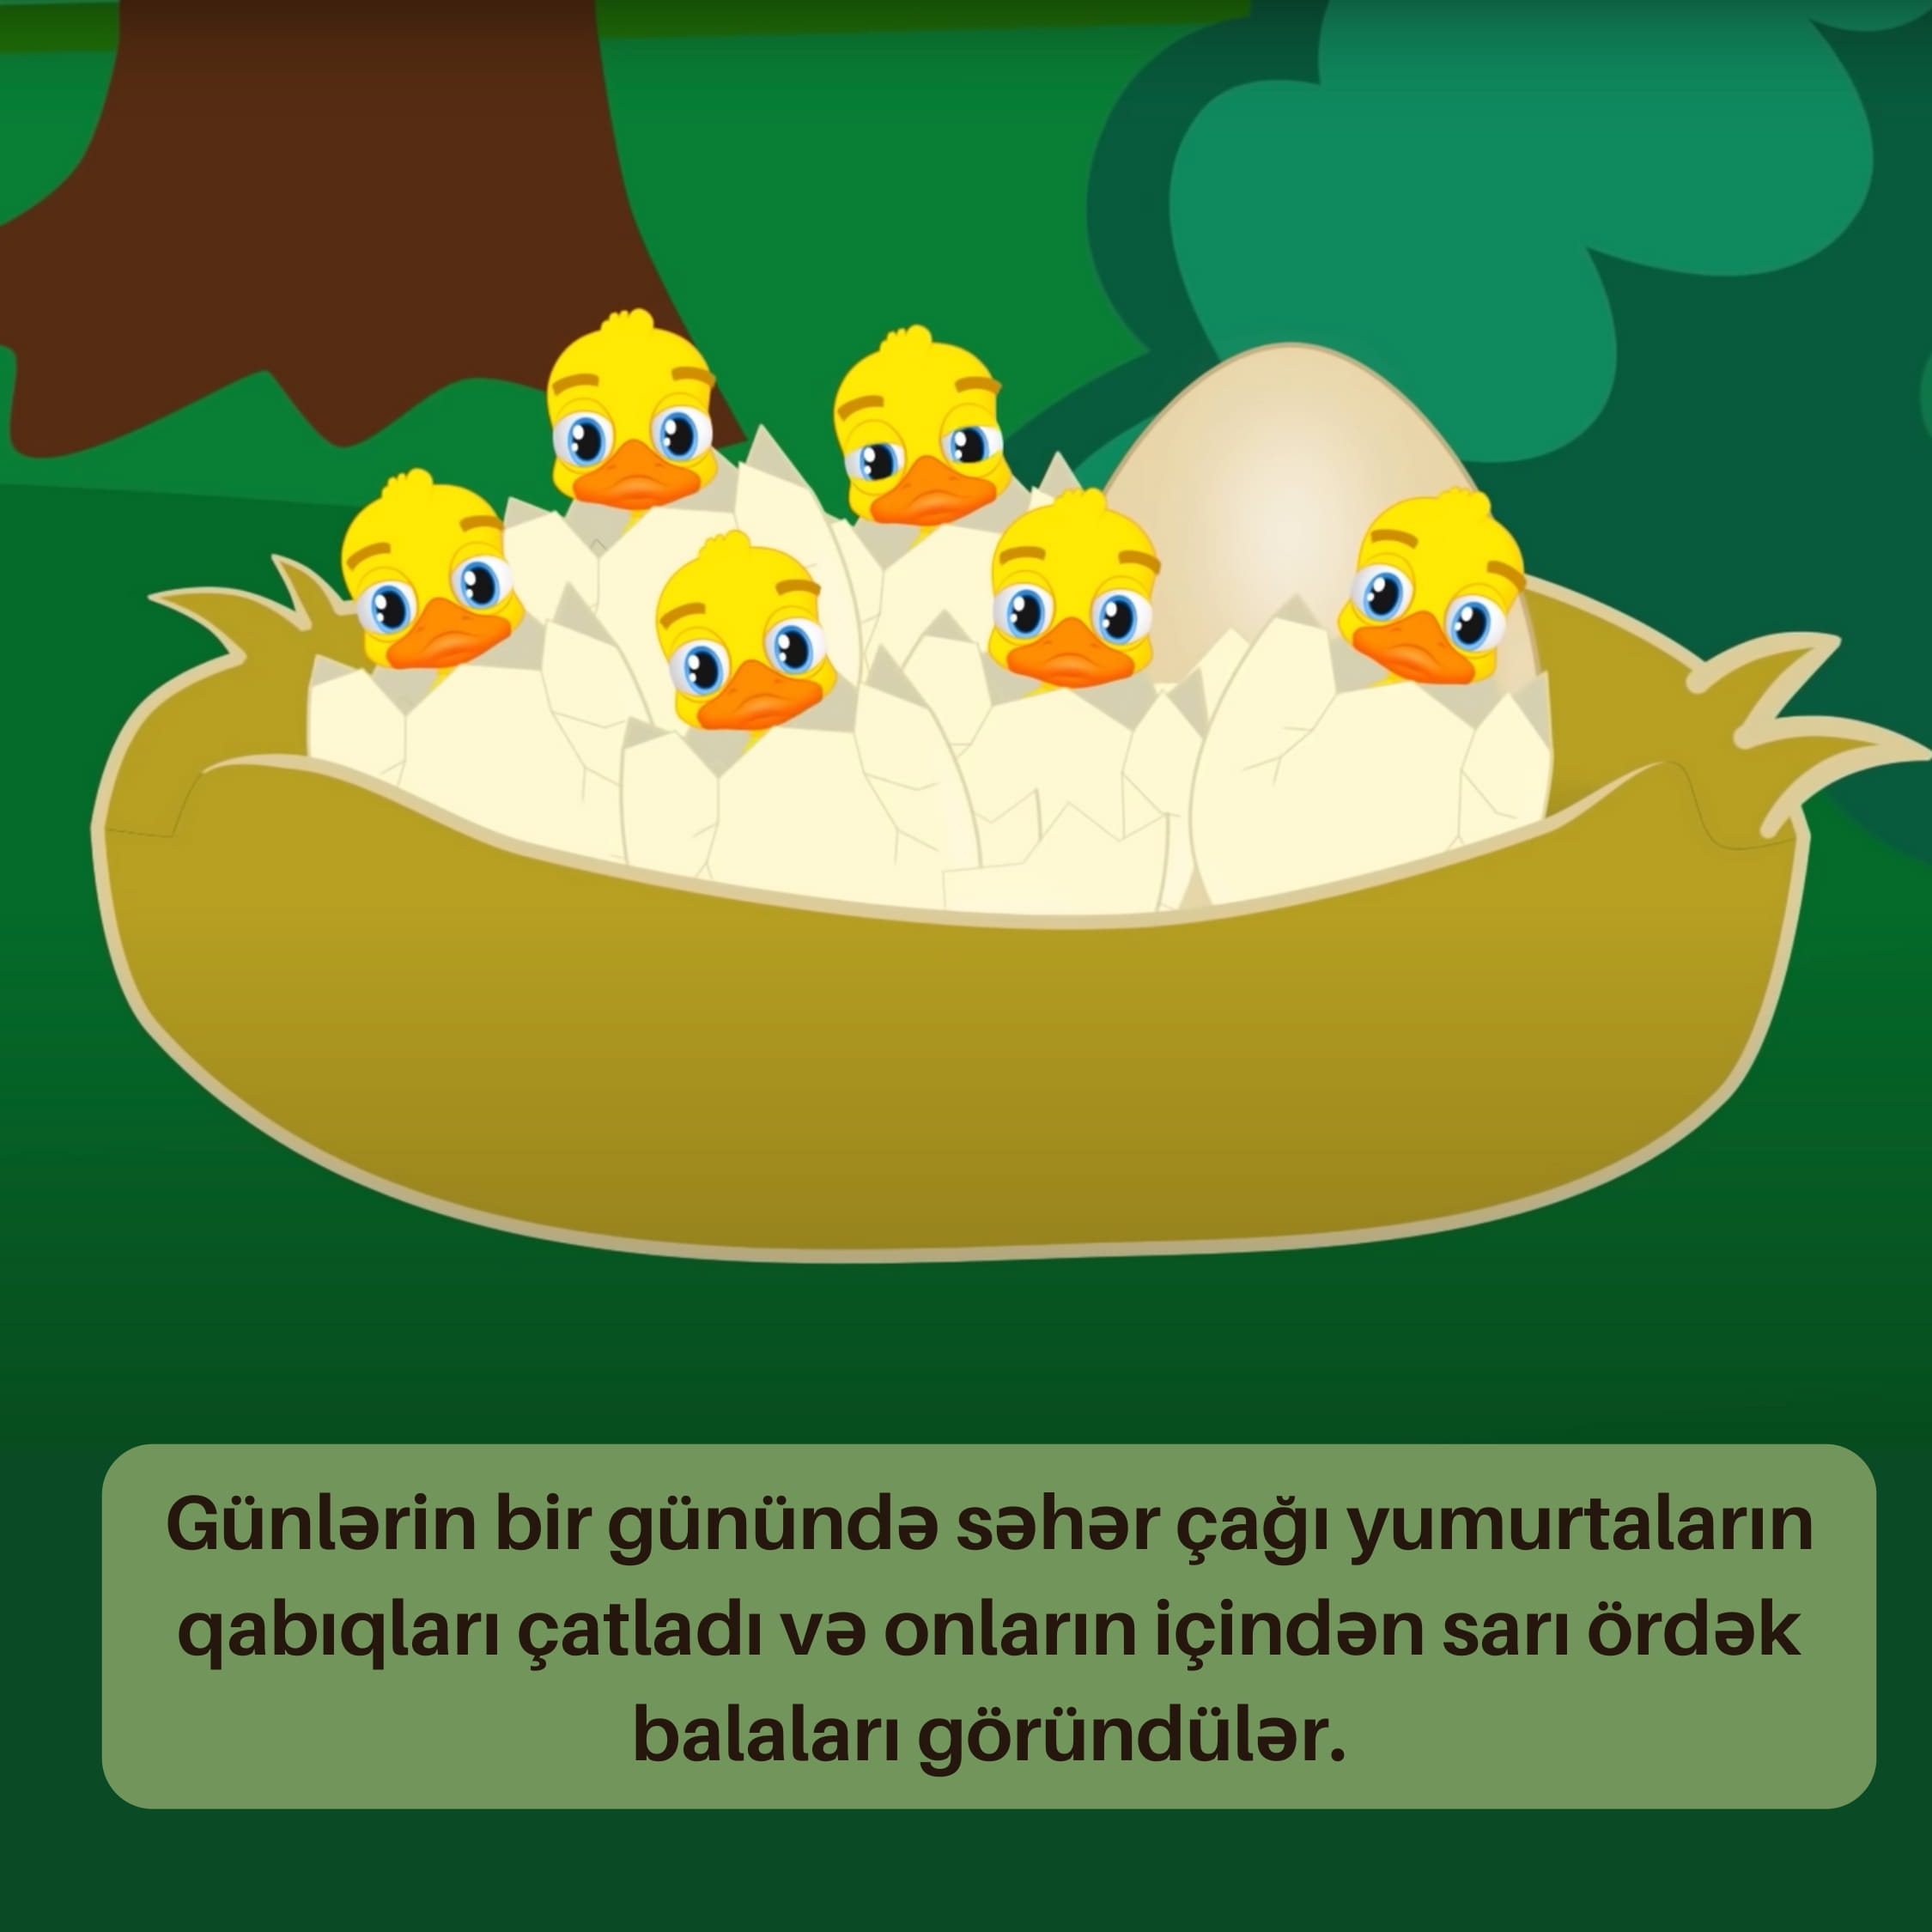 Günlərin bir günündə səhər çağı yumurtaların
qabıqları çatladı və onların içindən sarı ördək
balaları göründülər.